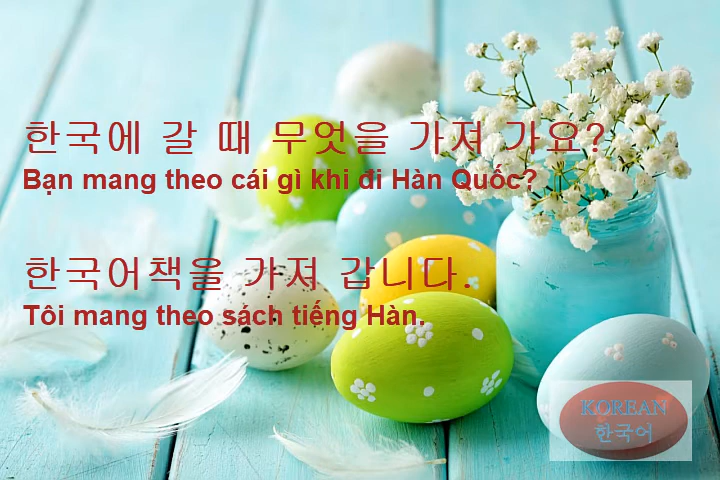 한국에 갈 때 무엇을 가져 가요?
Bạn mang theo cái gì khi đi Hàn Quốc?
한국어책을 가져 갑니다.
Tôi mang theo sách tiếng Hàn.
KOREAN
한국어